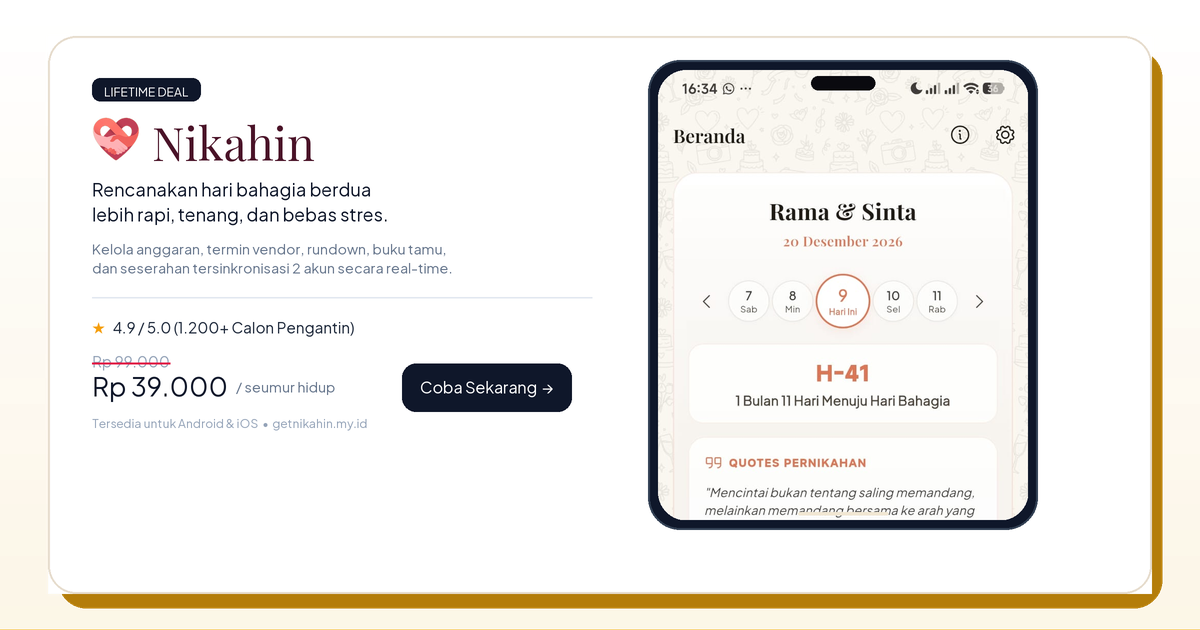 LIFETIME DEAL
Nikahin
Rencanakan hari bahagia berdua
lebih rapi, tenang, dan bebas stres.
Kelola anggaran, termin vendor, rundown, buku tamu,
dan seserahan tersinkronisasi 2 akun secara real-time.
★ 4.9 / 5.0 (1.200+ Calon Pengantin)
Rp 99.000
Rp 39.000 / seumur hidup
Coba Sekarang →
Tersedia untuk Android & iOS • getnikahin.my.id
16:34 ··· 36
Beranda
Rama & Sinta
20 Desember 2026
7 8 9 10 11
Sab Min Hari Ini Sel Rab
H-41
1 Bulan 11 Hari Menuju Hari Bahagia
QUOTES PERNIKAHAN
"Mencintai bukan tentang saling memandang,
melainkan memandang bersama ke arah yang